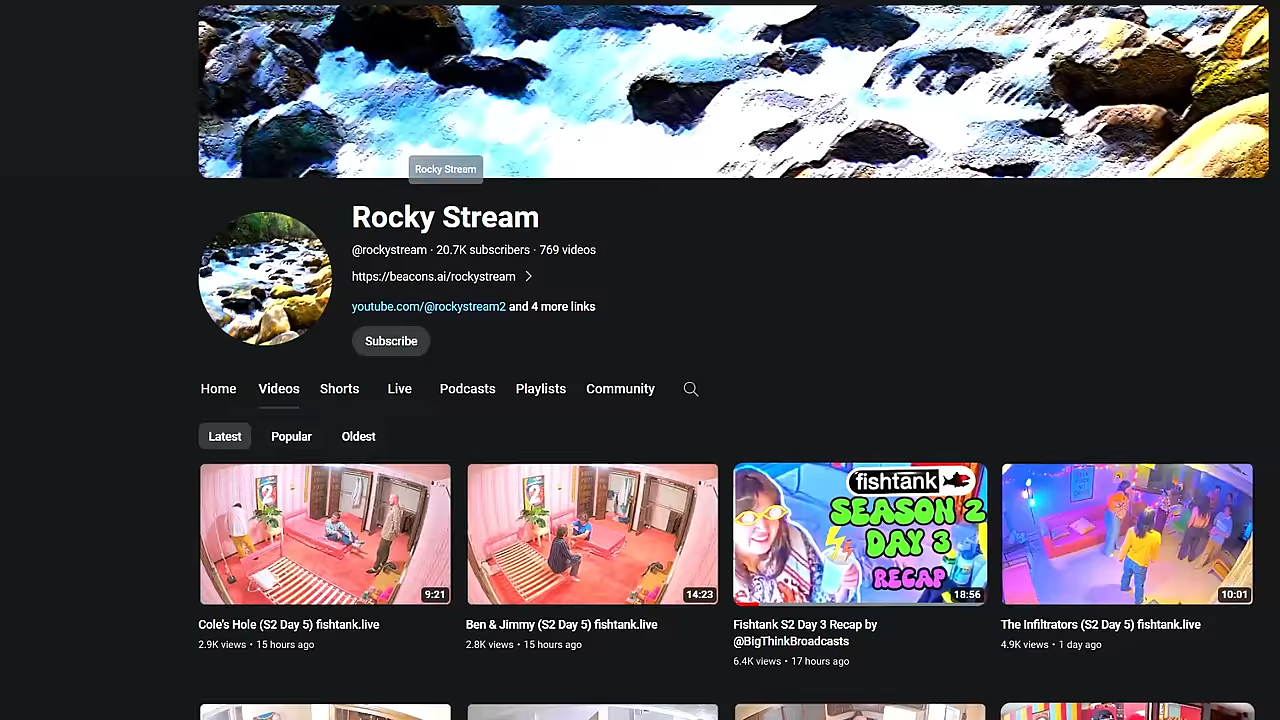 Rocky Stream
Rocky Stream
@rockystream · 20.7K subscribers · 769 videos
https://beacons.ai/rockystream
youtube.com/@rockystream2 and 4 more links
Subscribe
Home Videos Shorts Live Podcasts Playlists Community
Latest Popular Oldest
fishtank
SEASON 2
DAY 3
RECAP
9:21 14:23 18:56 10:01
Cole's Hole (S2 Day 5) fishtank.live
2.9K views · 15 hours ago
Ben & Jimmy (S2 Day 5) fishtank.live
2.8K views · 15 hours ago
Fishtank S2 Day 3 Recap by
@BigThinkBroadcasts
6.4K views · 17 hours ago
The Infiltrators (S2 Day 5) fishtank.live
4.9K views · 1 day ago